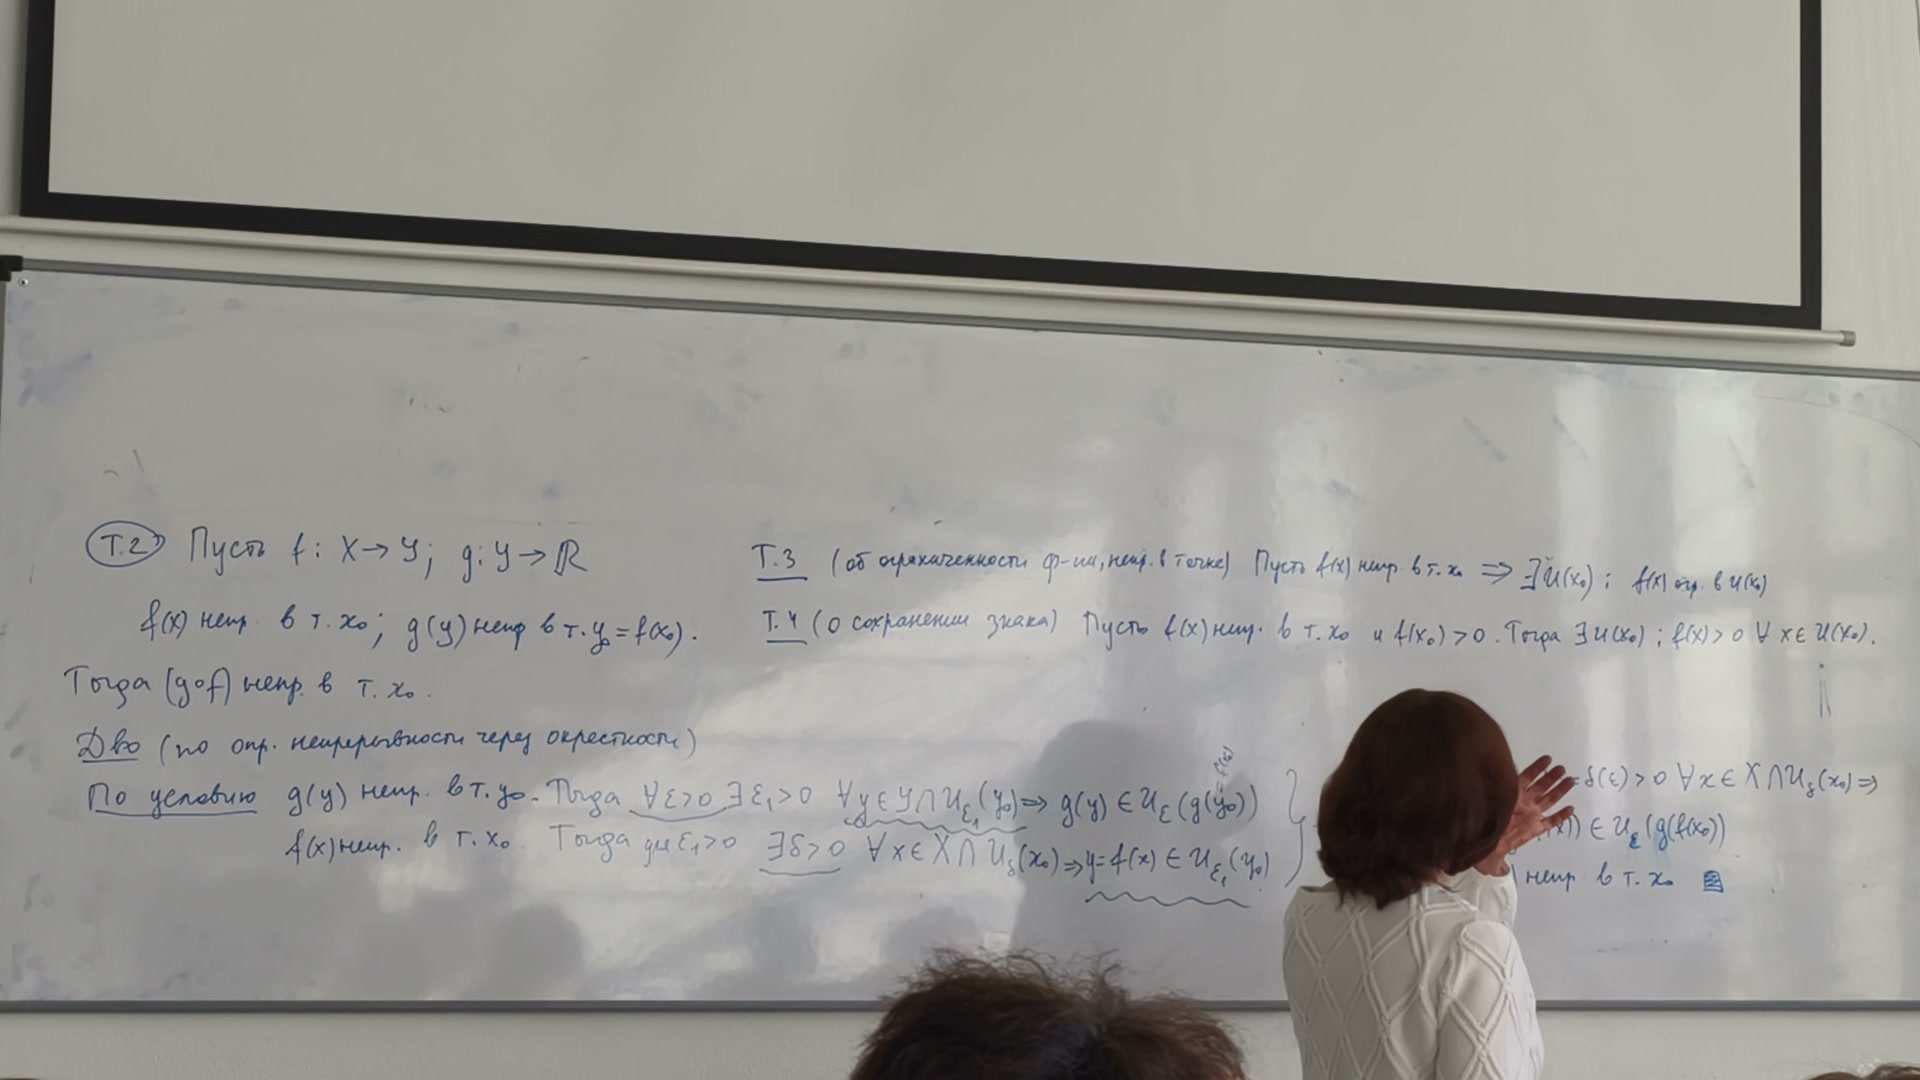 Т.2 Пусть f: X→Y; g: Y→ℝ
f(x) непр. в т. x₀; g(y) непр в т. y₀ = f(x₀).
Тогда (g∘f) непр. в т. x₀.
Д-во (по опр. непрерывности через окрестности)
По условию g(y) непр. в т. y₀. Тогда ∀ε>0 ∃ε₁>0 ∀y∈Y∩U_ε₁(y₀) ⇒ g(y)∈U_ε(g(y₀))
= f(x₀)
f(x) непр. в т. x₀. Тогда для ε₁>0 ∃δ>0 ∀x∈X∩U_δ(x₀) ⇒ y=f(x)∈U_ε₁(y₀)
Т.3 (об ограниченности ф-ии, непр. в точке) Пусть f(x) непр. в т. x₀ ⇒ ∃U(x₀); f(x) огр. в U(x₀)
Т.4 (о сохранении знака) Пусть f(x) непр. в т. x₀ и f(x₀)>0. Тогда ∃U(x₀); f(x)>0 ∀x∈U(x₀).
=δ(ε)>0 ∀x∈X∩U_δ(x₀) ⇒
(x)) ∈ U_ε(g(f(x₀))
) непр в т. x₀